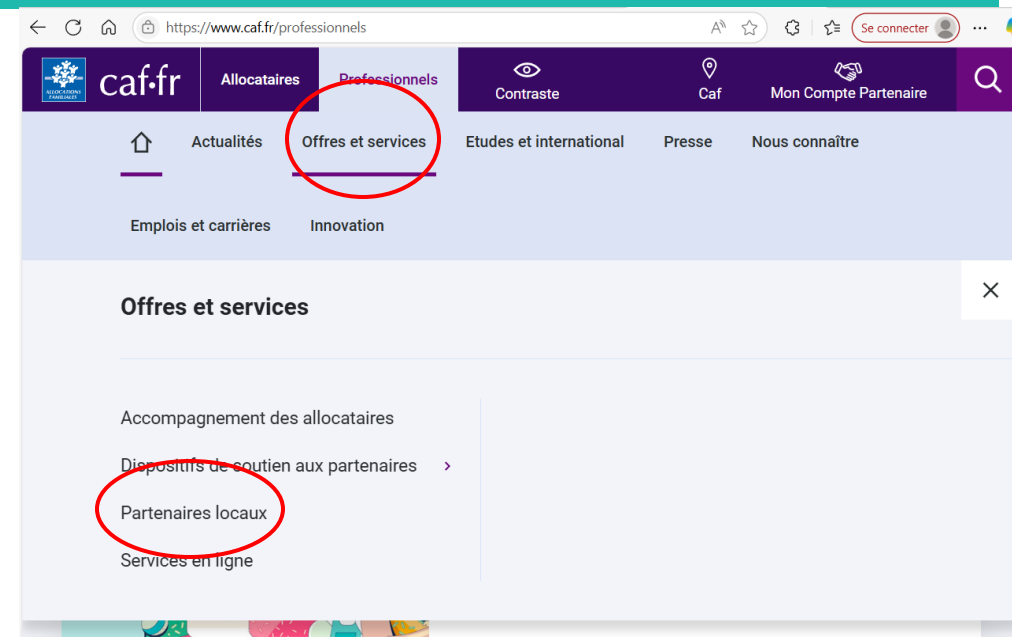 https://www.caf.fr/professionnels
Se connecter
ALLOCATIONS FAMILIALES
caf.fr
Allocataires
Professionnels
Contraste
Caf
Mon Compte Partenaire
Actualités
Offres et services
Etudes et international
Presse
Nous connaître
Emplois et carrières
Innovation
Offres et services
Accompagnement des allocataires
Dispositifs de soutien aux partenaires
Partenaires locaux
Services en ligne